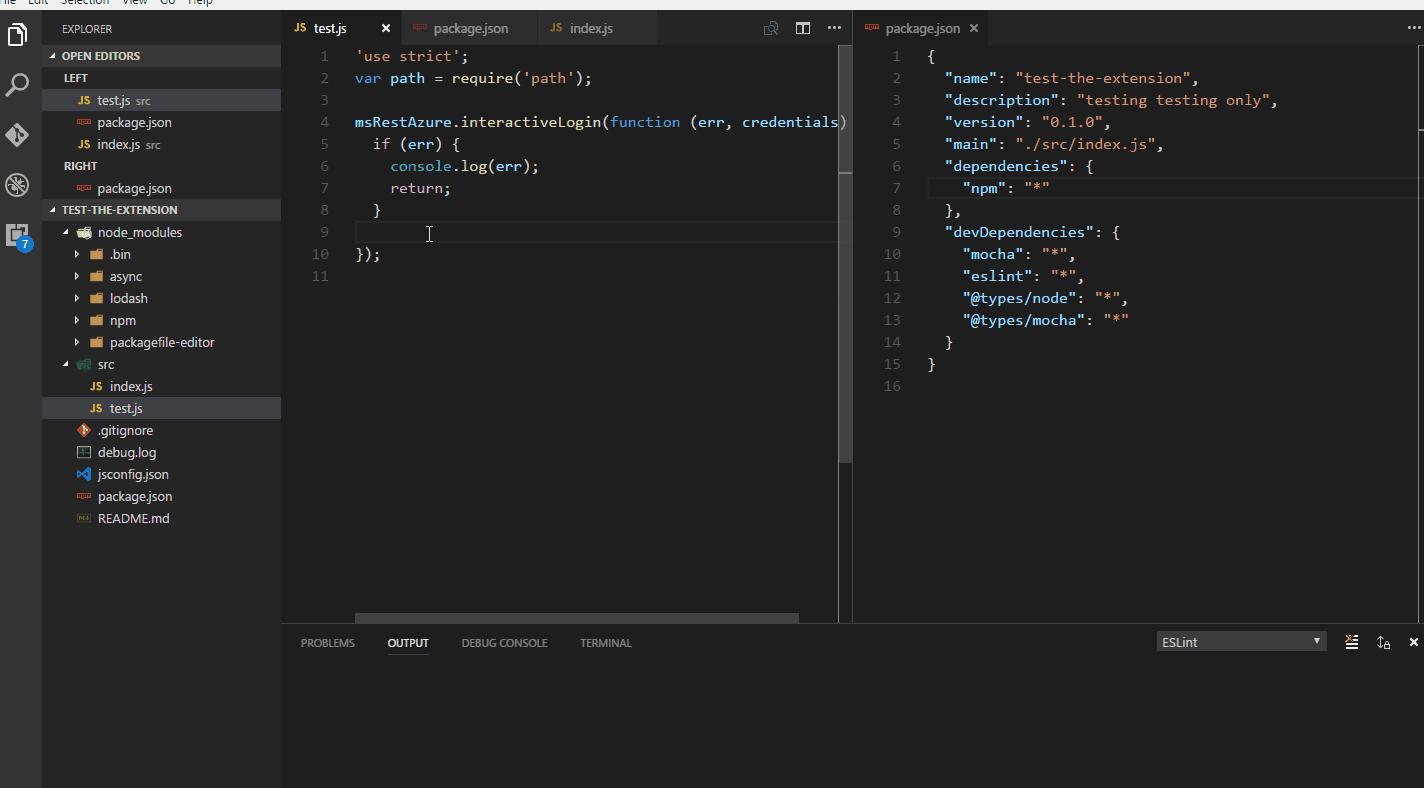 File Edit Selection View Go Help
EXPLORER
OPEN EDITORS
LEFT
JS test.js src
package.json
JS index.js src
RIGHT
package.json
TEST-THE-EXTENSION
node_modules
.bin
async
lodash
npm
packagefile-editor
src
JS index.js
JS test.js
.gitignore
debug.log
jsconfig.json
package.json
README.md
7
JS test.js
package.json
JS index.js
1 'use strict';
2 var path = require('path');
3
4 msRestAzure.interactiveLogin(function (err, credentials)
5 if (err) {
6 console.log(err);
7 return;
8 }
9
10 });
11
package.json
1 {
2 "name": "test-the-extension",
3 "description": "testing testing only",
4 "version": "0.1.0",
5 "main": "./src/index.js",
6 "dependencies": {
7 "npm": "*"
8 },
9 "devDependencies": {
10 "mocha": "*",
11 "eslint": "*",
12 "@types/node": "*",
13 "@types/mocha": "*"
14 }
15 }
16
PROBLEMS OUTPUT DEBUG CONSOLE TERMINAL
ESLint